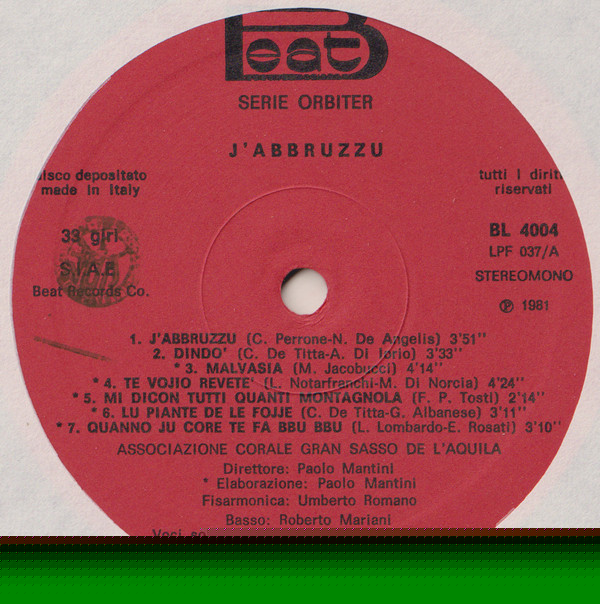 Beat
SERIE ORBITER
J'ABBRUZZU
disco depositato
made in Italy
tutti i diritti
riservati
33 giri
S.I.A.E.
Beat Records Co.
BL 4004
LPF 037/A
STEREOMONO
Ⓟ 1981
1. J'ABBRUZZU (C. Perrone-N. De Angelis) 3'51''
2. DINDO' (C. De Titta-A. Di Iorio) 3'33''
* 3. MALVASIA (M. Jacobucci) 4'14''
* 4. TE VOJIO REVETE' (L. Notarfranchi-M. Di Norcia) 4'24''
* 5. MI DICON TUTTI QUANTI MONTAGNOLA (F. P. Tosti) 2'14''
* 6. LU PIANTE DE LE FOJJE (C. De Titta-G. Albanese) 3'11''
* 7. QUANNO JU CORE TE FA BBU BBU (L. Lombardo-E. Rosati) 3'10''
ASSOCIAZIONE CORALE GRAN SASSO DE L'AQUILA
Direttore: Paolo Mantini
* Elaborazione: Paolo Mantini
Fisarmonica: Umberto Romano
Basso: Roberto Mariani
Voci so